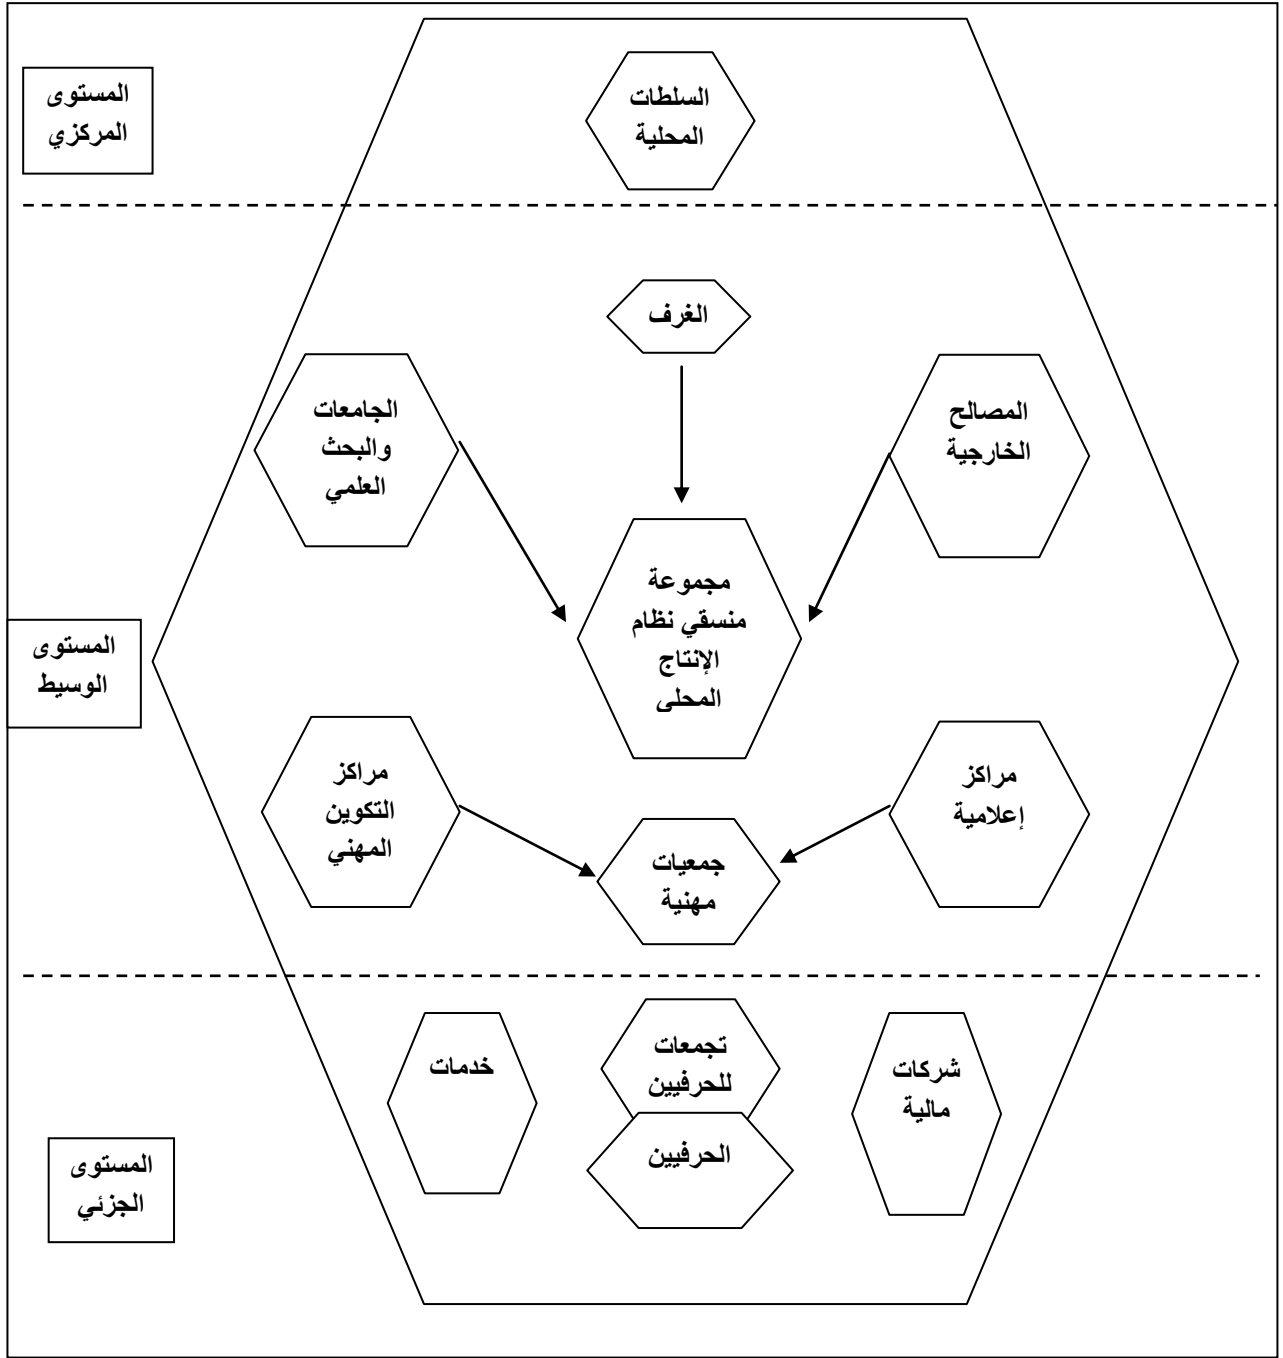 المستوى
المركزي
السلطات
المحلية
الغرف
المصالح
الخارجية
الجامعات
والبحث
العلمي
مجموعة
منسقي نظام
الإنتاج
المحلى
المستوى
الوسيط
مراكز
إعلامية
مراكز
التكوين
المهني
جمعيات
مهنية
شركات
مالية
تجمعات
للحرفيين
خدمات
الحرفيين
المستوى
الجزئي